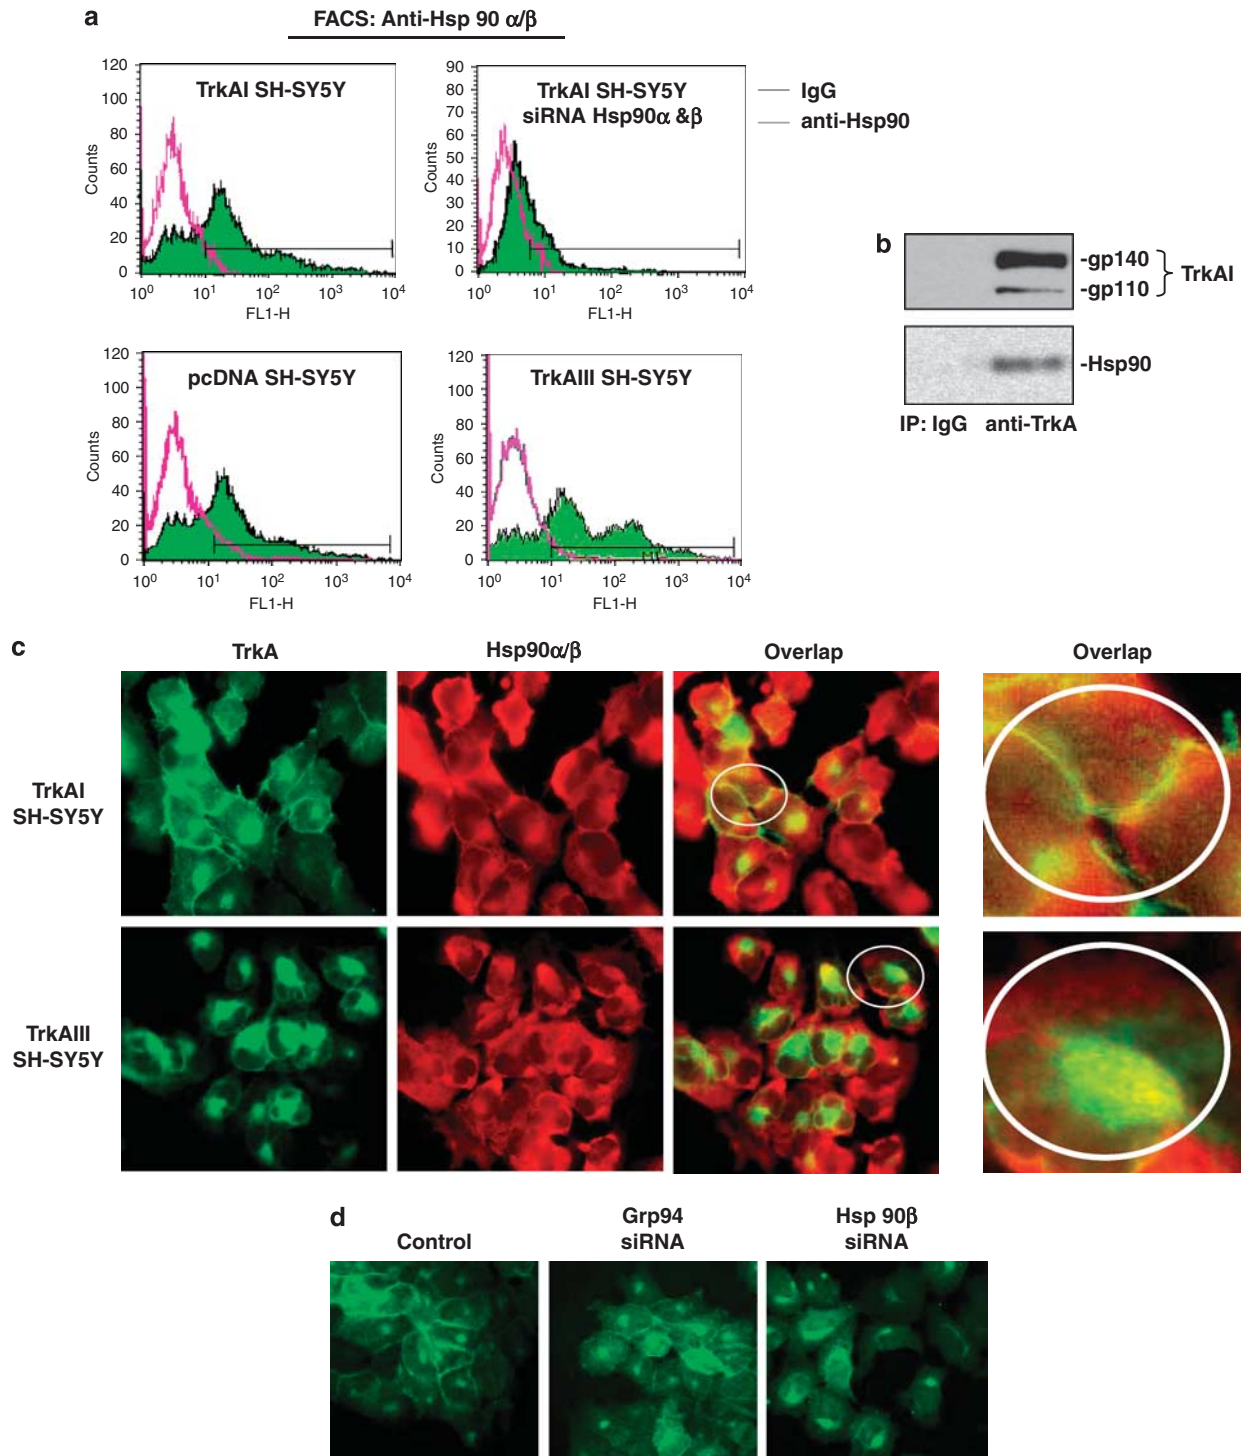 a
FACS: Anti-Hsp 90 α/β
120
100
80
60
40
20
0
Counts
TrkAI SH-SY5Y
10⁰ 10¹ 10² 10³ 10⁴
FL1-H
90
80
70
60
50
40
30
20
10
0
Counts
TrkAI SH-SY5Y
siRNA Hsp90α &β
10⁰ 10¹ 10² 10³ 10⁴
FL1-H
IgG
anti-Hsp90
120
100
80
60
40
20
0
Counts
pcDNA SH-SY5Y
10⁰ 10¹ 10² 10³ 10⁴
FL1-H
120
100
80
60
40
20
0
Counts
TrkAIII SH-SY5Y
10⁰ 10¹ 10² 10³ 10⁴
FL1-H
b
-gp140
-gp110
TrkAI
-Hsp90
IP: IgG anti-TrkA
c
TrkA Hsp90α/β Overlap Overlap
TrkAI
SH-SY5Y
TrkAIII
SH-SY5Y
d
Control
Grp94
siRNA
Hsp 90β
siRNA